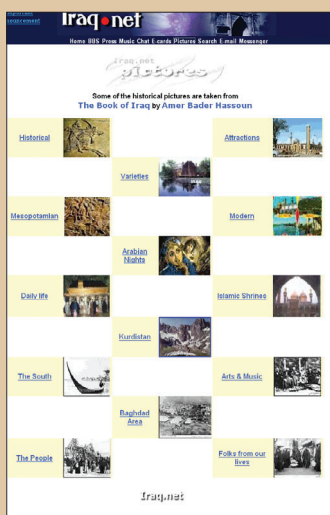 Iraq net
Home BBS Press Music Chat E-cards Pictures Search E-mail Messenger
iraq.net
pictures
Some of the historical pictures are taken from
The Book of Iraq by Amer Bader Hassoun
Historical
Attractions
Varieties
Mesopotamian
Modern
Arabian
Nights
Daily life
Islamic Shrines
Kurdistan
The South
Arts & Music
Baghdad
Area
The People
Folks from our
lives
Iraq.net